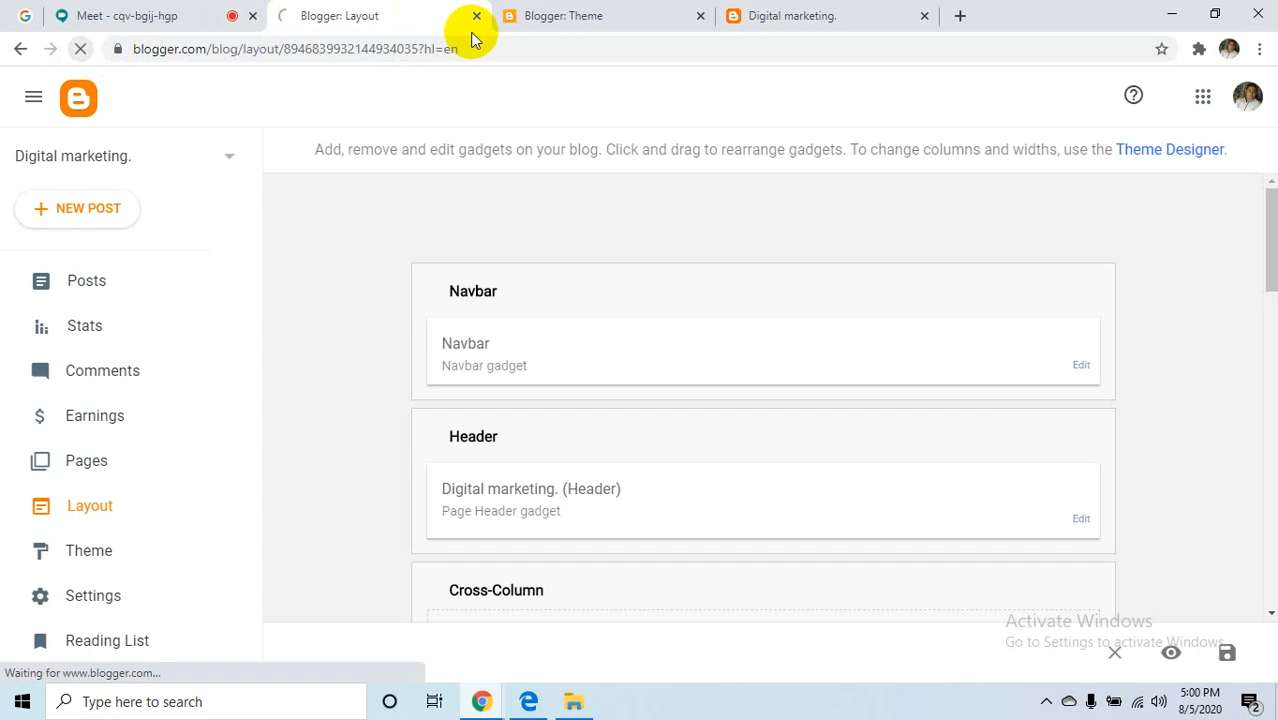 Meet - cqv-bgij-hgp
Blogger: Layout
Blogger: Theme
Digital marketing.
blogger.com/blog/layout/8946839932144934035?hl=en
Digital marketing.
Add, remove and edit gadgets on your blog. Click and drag to rearrange gadgets. To change columns and widths, use the Theme Designer.
NEW POST
Posts
Stats
Comments
Earnings
Pages
Layout
Theme
Settings
Reading List
Navbar
Navbar
Navbar gadget
Edit
Header
Digital marketing. (Header)
Page Header gadget
Edit
Cross-Column
Activate Windows
Go to Settings to activate Windows.
Waiting for www.blogger.com...
Type here to search
5:00 PM
8/5/2020
2